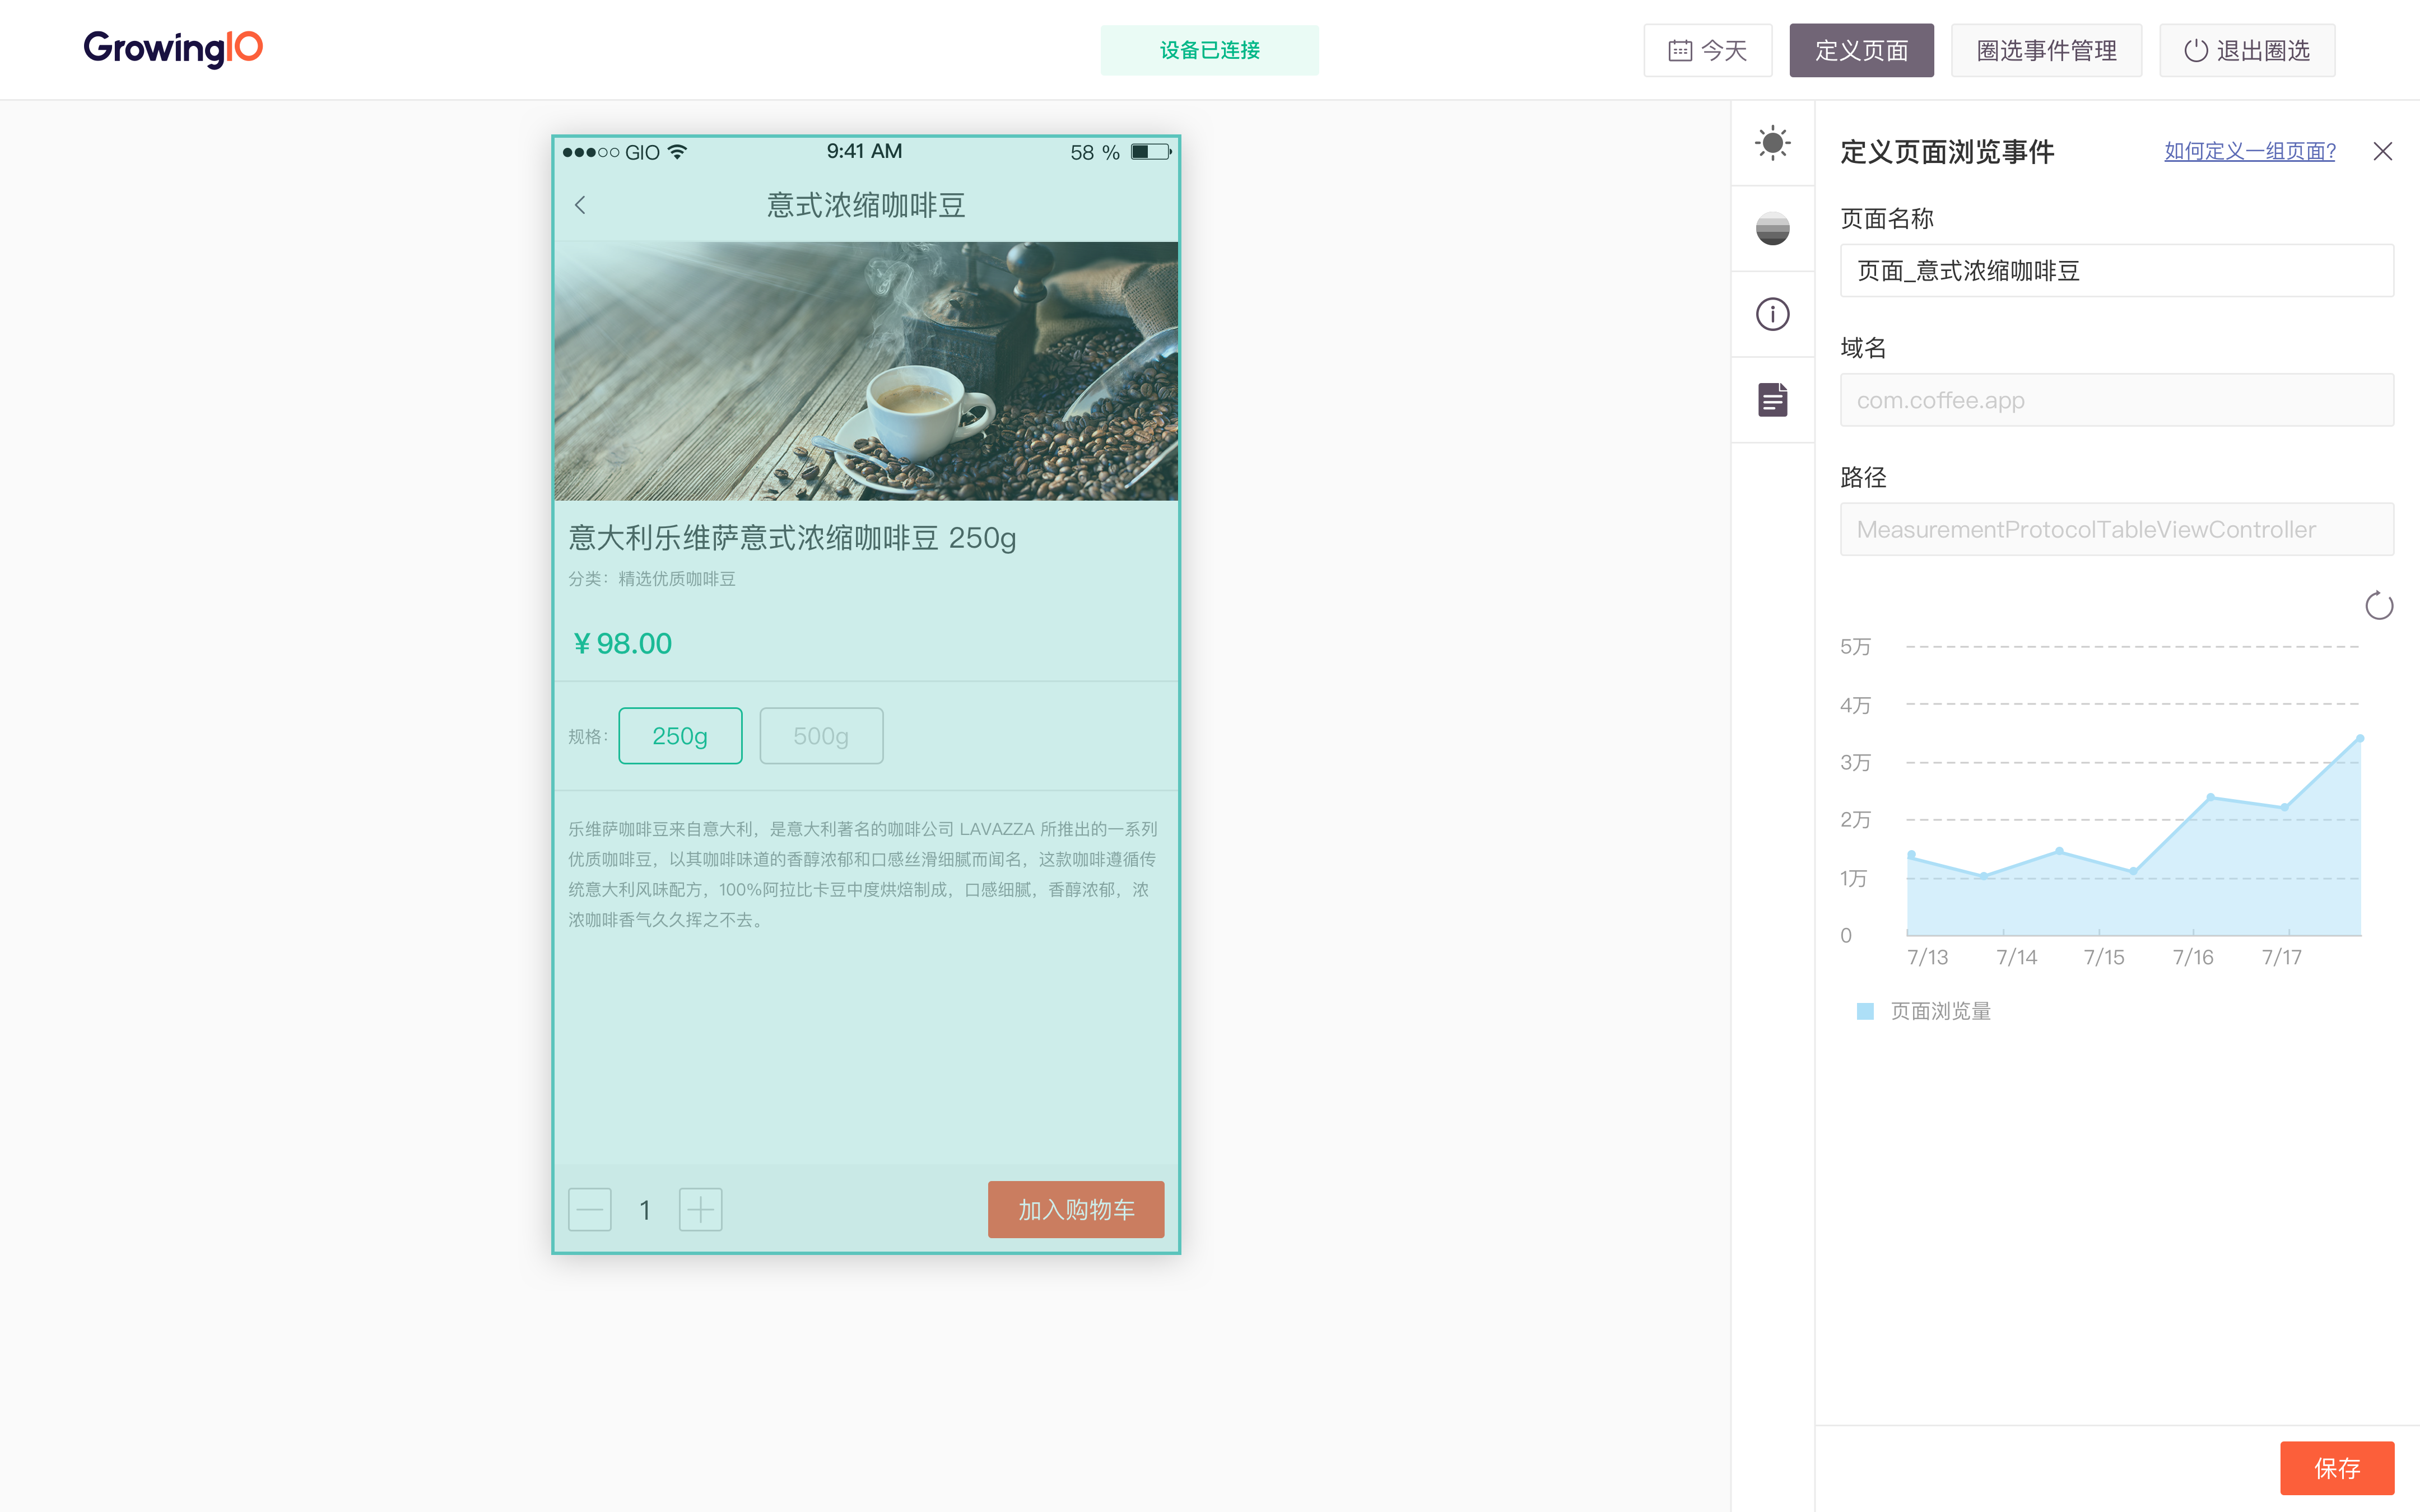 GrowingIO
设备已连接
今天
定义页面
圈选事件管理
退出圈选
GIO
9:41 AM
58 %
意式浓缩咖啡豆
意大利乐维萨意式浓缩咖啡豆 250g
分类：精选优质咖啡豆
¥ 98.00
规格：
250g
500g
乐维萨咖啡豆来自意大利，是意大利著名的咖啡公司 LAVAZZA 所推出的一系列
优质咖啡豆，以其咖啡味道的香醇浓郁和口感丝滑细腻而闻名，这款咖啡遵循传
统意大利风味配方，100%阿拉比卡豆中度烘焙制成，口感细腻，香醇浓郁，浓
浓咖啡香气久久挥之不去。
1
加入购物车
定义页面浏览事件
如何定义一组页面?
页面名称
页面_意式浓缩咖啡豆
域名
com.coffee.app
路径
MeasurementProtocolTableViewController
5万
4万
3万
2万
1万
0
7/13
7/14
7/15
7/16
7/17
页面浏览量
保存